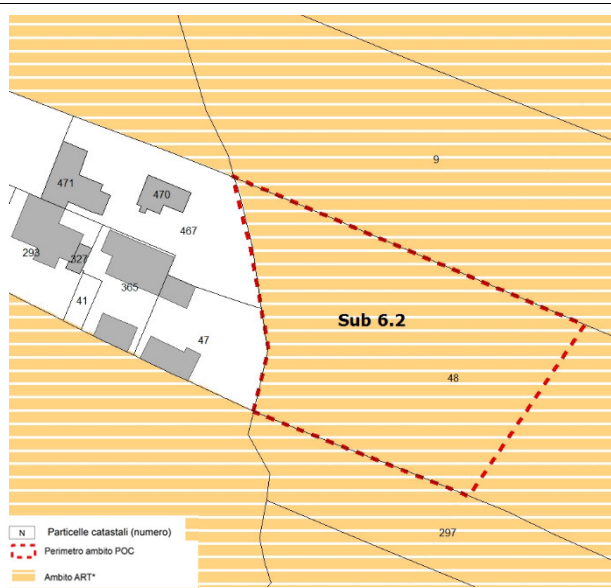 9
471
470
467
293
327
365
41
47
Sub 6.2
48
297
N Particelle catastali (numero)
Perimetro ambito POC
Ambito ART*